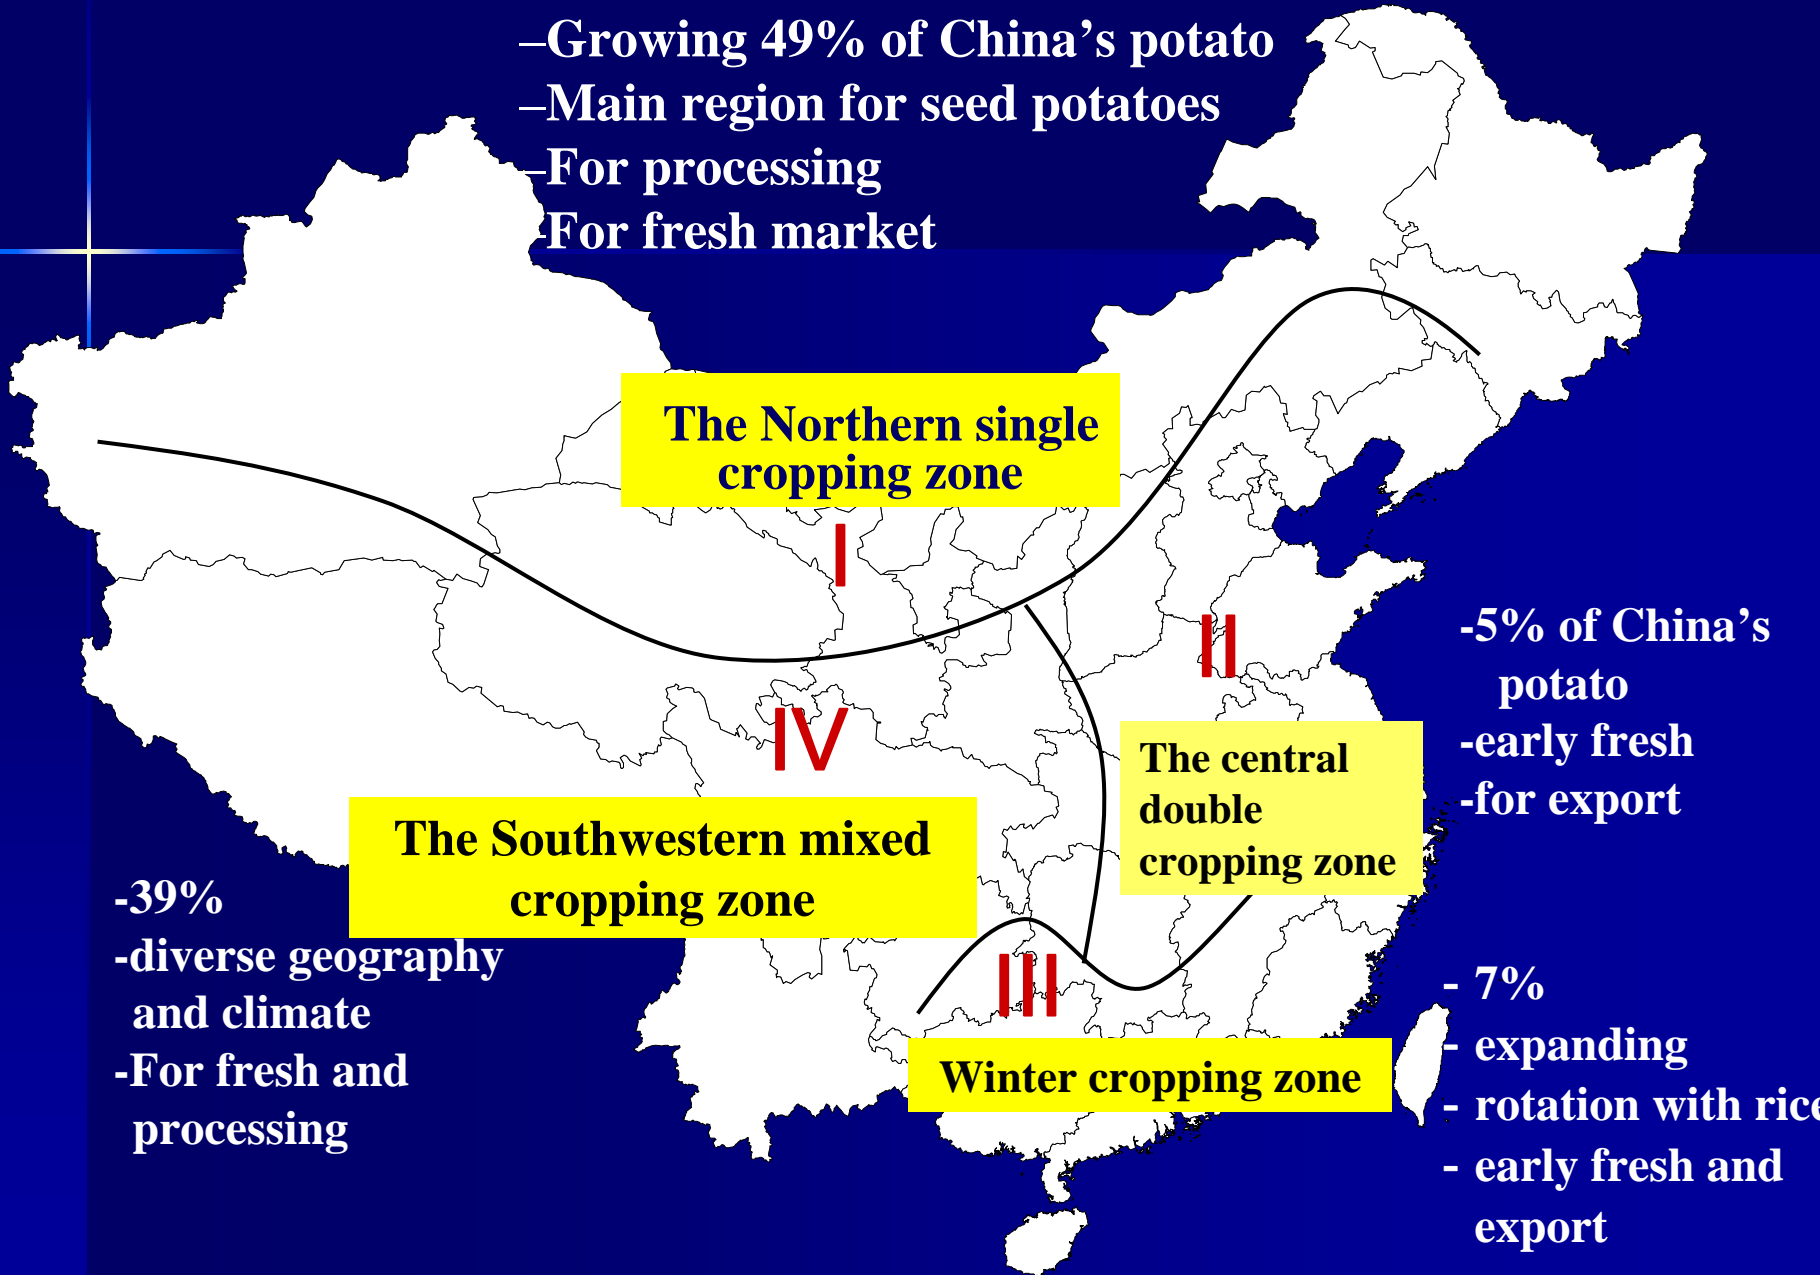 –Growing 49% of China’s potato
–Main region for seed potatoes
–For processing
-For fresh market
The Northern single
cropping zone
I
II
-5% of China’s
potato
-early fresh
-for export
IV
The central
double
cropping zone
The Southwestern mixed
cropping zone
-39%
-diverse geography
and climate
-For fresh and
processing
III
Winter cropping zone
- 7%
- expanding
- rotation with rice
- early fresh and
export